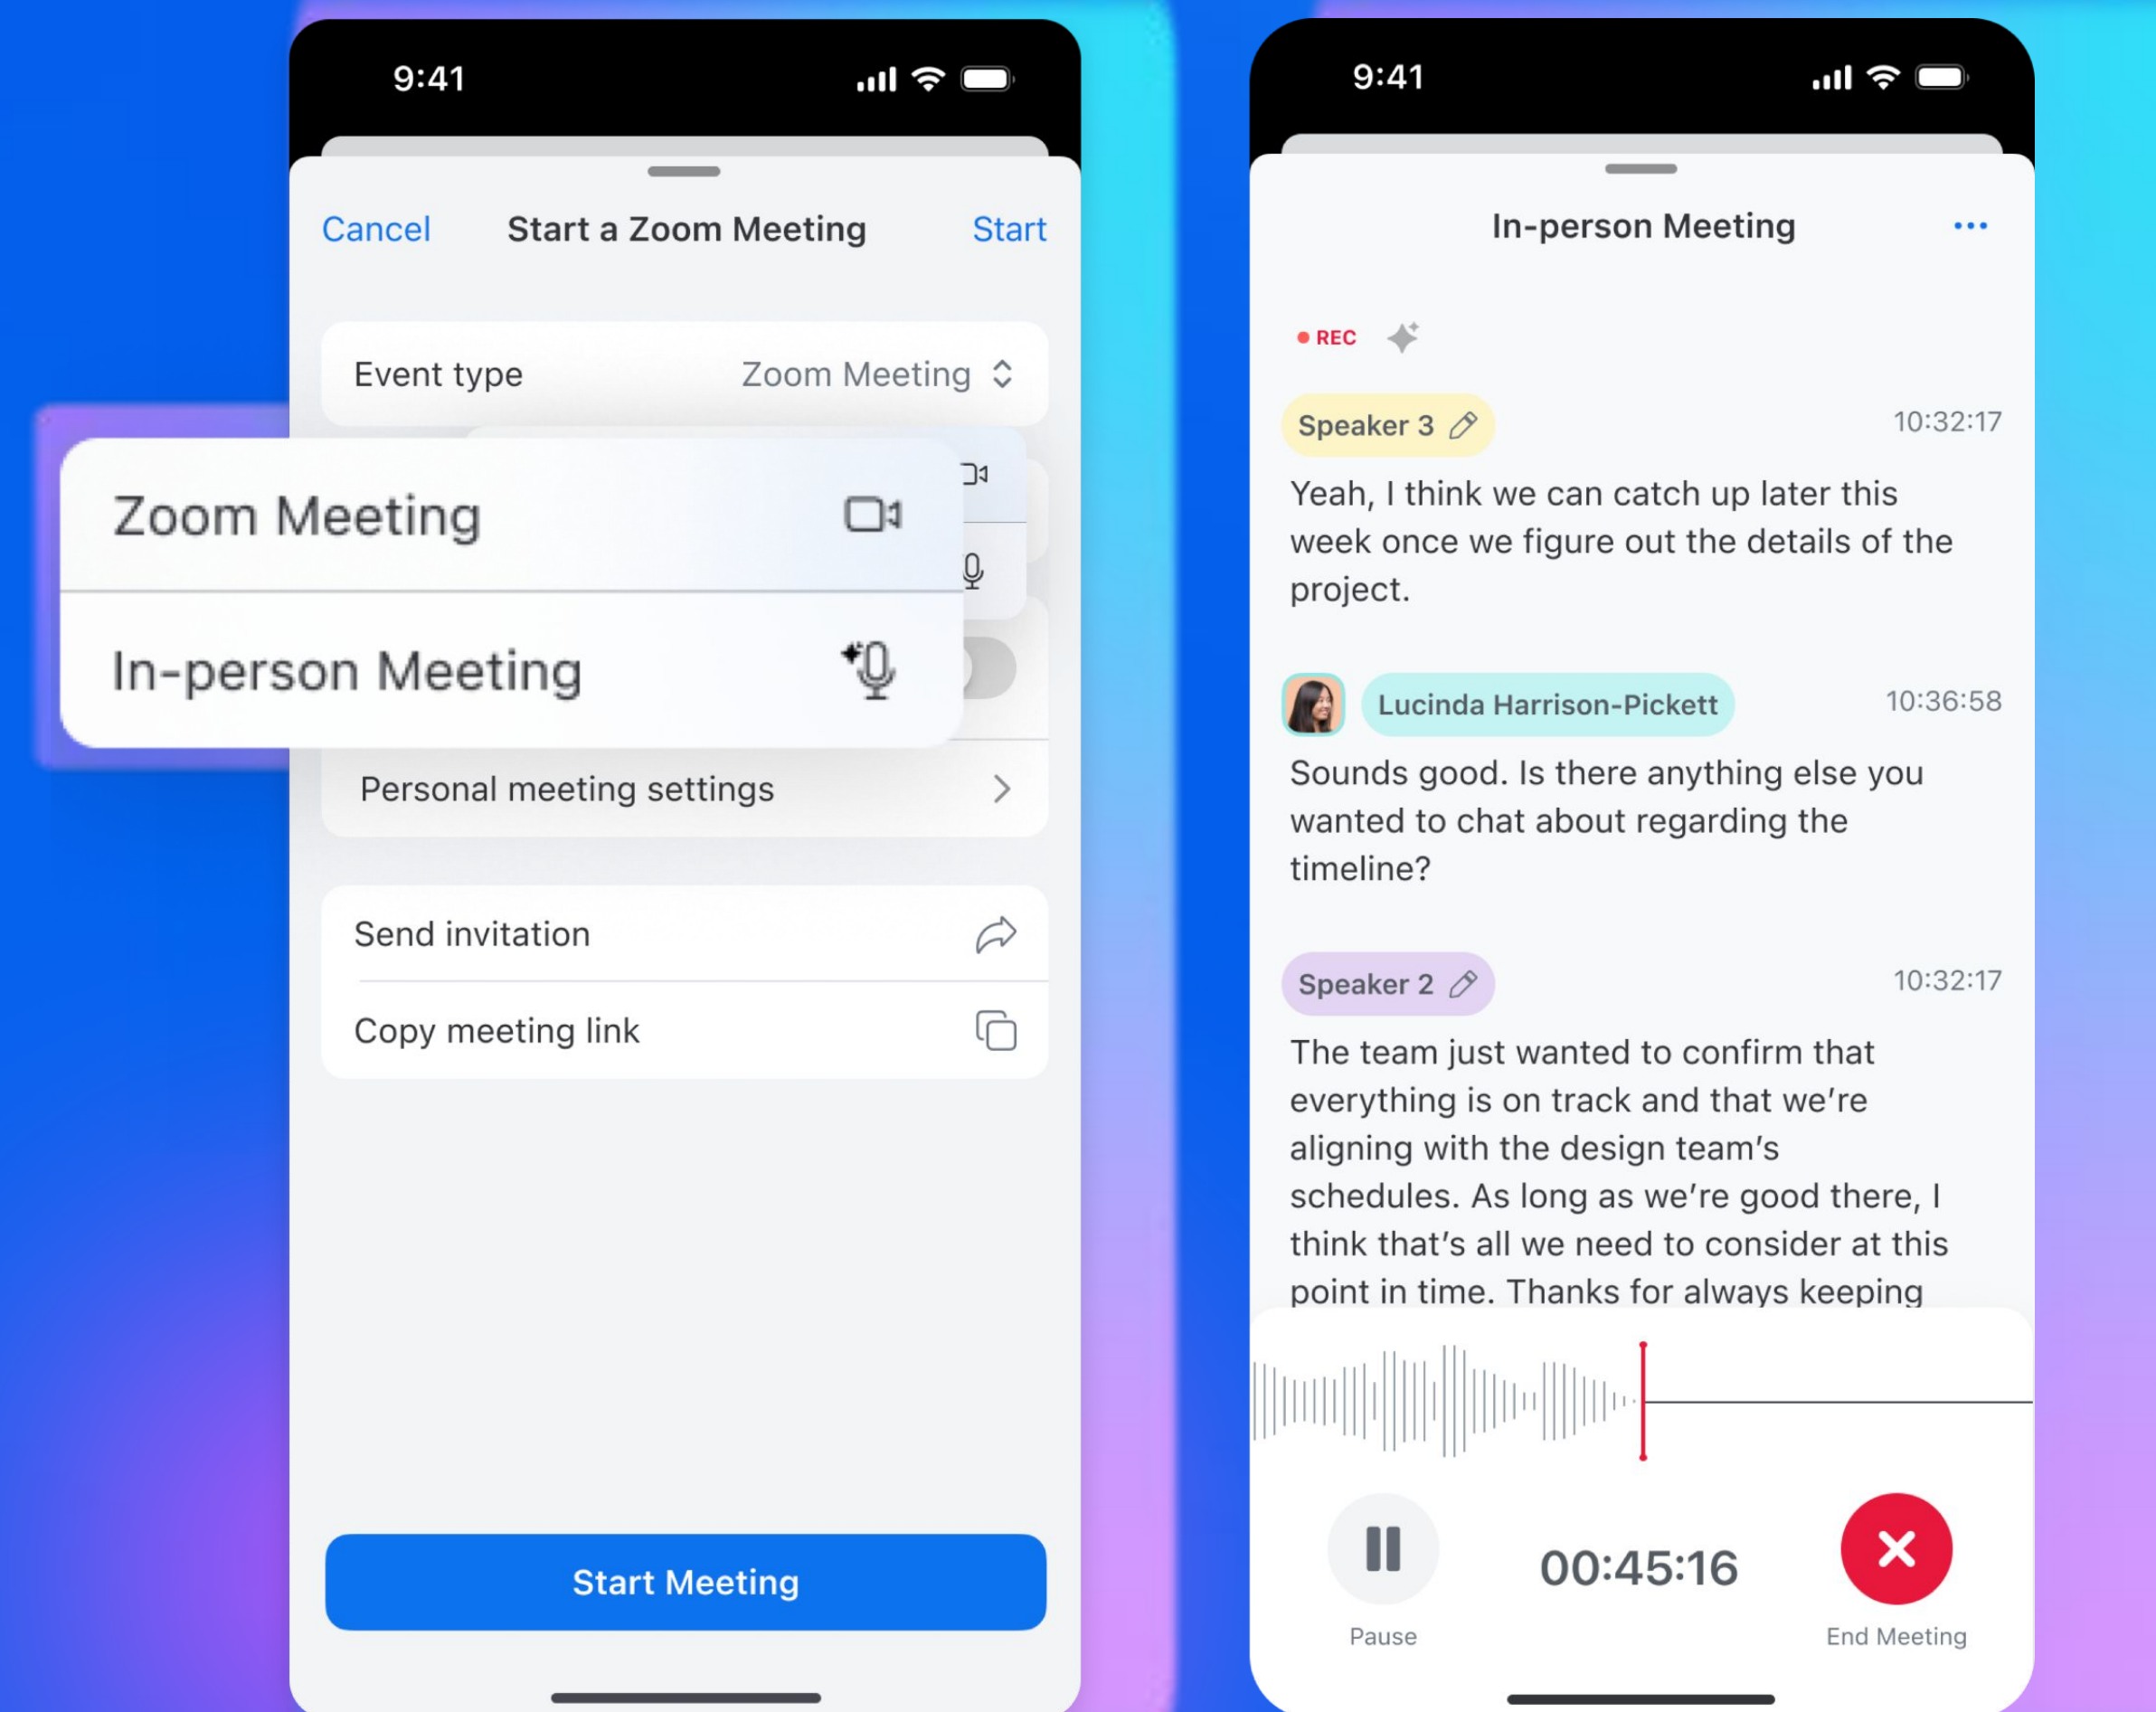 9:41
Cancel
Start a Zoom Meeting
Start
Event type
Zoom Meeting
Zoom Meeting
In-person Meeting
Personal meeting settings
Send invitation
Copy meeting link
Start Meeting
9:41
In-person Meeting
REC
Speaker 3
10:32:17
Yeah, I think we can catch up later this
week once we figure out the details of the
project.
Lucinda Harrison-Pickett
10:36:58
Sounds good. Is there anything else you
wanted to chat about regarding the
timeline?
Speaker 2
10:32:17
The team just wanted to confirm that
everything is on track and that we’re
aligning with the design team’s
schedules. As long as we’re good there, I
think that’s all we need to consider at this
point in time. Thanks for always keeping
00:45:16
Pause
End Meeting